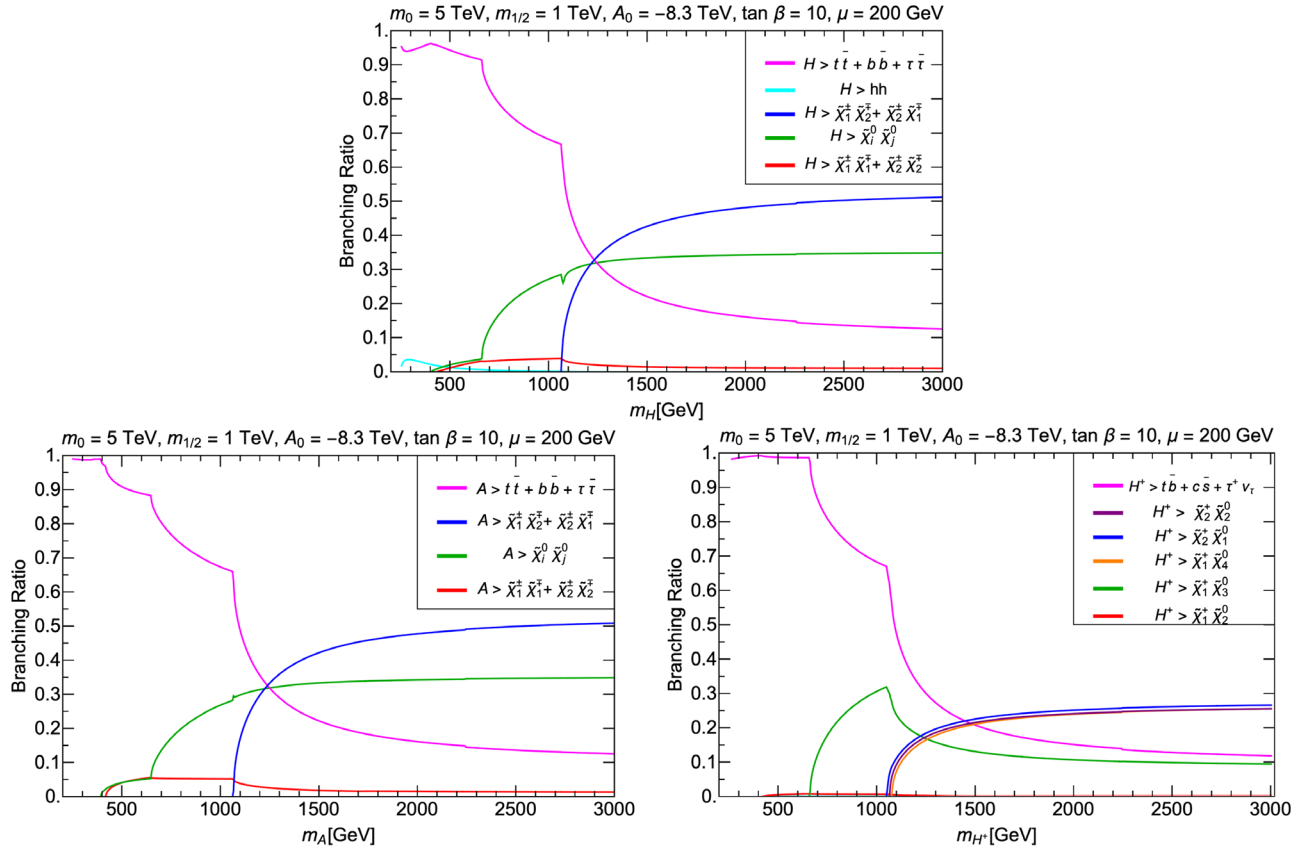 m₀ = 5 TeV, m₁/₂ = 1 TeV, A₀ = −8.3 TeV, tan β = 10, μ = 200 GeV
1.
0.9
0.8
0.7
0.6
0.5
0.4
0.3
0.2
0.1
0.
Branching Ratio
H > t t̄ + b b̄ + τ τ̄
H > hh
H > χ̃₁± χ̃₂∓ + χ̃₂± χ̃₁∓
H > χ̃ᵢ⁰ χ̃ⱼ⁰
H > χ̃₁± χ̃₁∓ + χ̃₂± χ̃₂∓
500 1000 1500 2000 2500 3000
m_H[GeV]
m₀ = 5 TeV, m₁/₂ = 1 TeV, A₀ = −8.3 TeV, tan β = 10, μ = 200 GeV
1.
0.9
0.8
0.7
0.6
0.5
0.4
0.3
0.2
0.1
0.
Branching Ratio
A > t t̄ + b b̄ + τ τ̄
A > χ̃₁± χ̃₂∓ + χ̃₂± χ̃₁∓
A > χ̃ᵢ⁰ χ̃ⱼ⁰
A > χ̃₁± χ̃₁∓ + χ̃₂± χ̃₂∓
500 1000 1500 2000 2500 3000
m_A[GeV]
m₀ = 5 TeV, m₁/₂ = 1 TeV, A₀ = −8.3 TeV, tan β = 10, μ = 200 GeV
1.
0.9
0.8
0.7
0.6
0.5
0.4
0.3
0.2
0.1
0.
Branching Ratio
H⁺ > t b̄ + c s̄ + τ⁺ ν_τ
H⁺ > χ̃₂⁺ χ̃₂⁰
H⁺ > χ̃₂⁺ χ̃₁⁰
H⁺ > χ̃₁⁺ χ̃₄⁰
H⁺ > χ̃₁⁺ χ̃₃⁰
H⁺ > χ̃₁⁺ χ̃₂⁰
500 1000 1500 2000 2500 3000
m_H⁺[GeV]